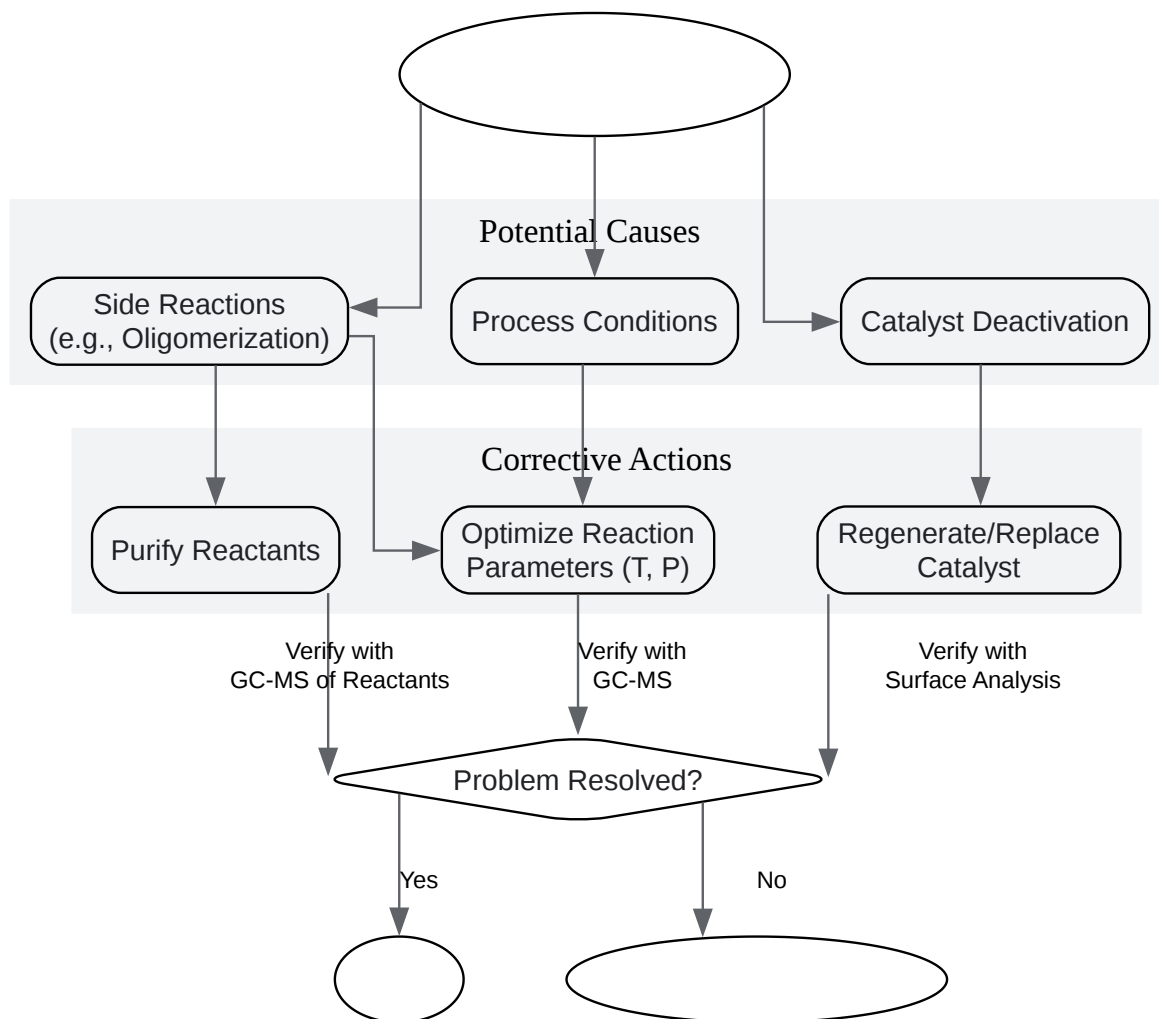 Potential Causes
Side Reactions
(e.g., Oligomerization)
Process Conditions
Catalyst Deactivation
Corrective Actions
Purify Reactants
Optimize Reaction
Parameters (T, P)
Regenerate/Replace
Catalyst
Verify with
GC-MS of Reactants
Verify with
GC-MS
Verify with
Surface Analysis
Problem Resolved?
Yes
No